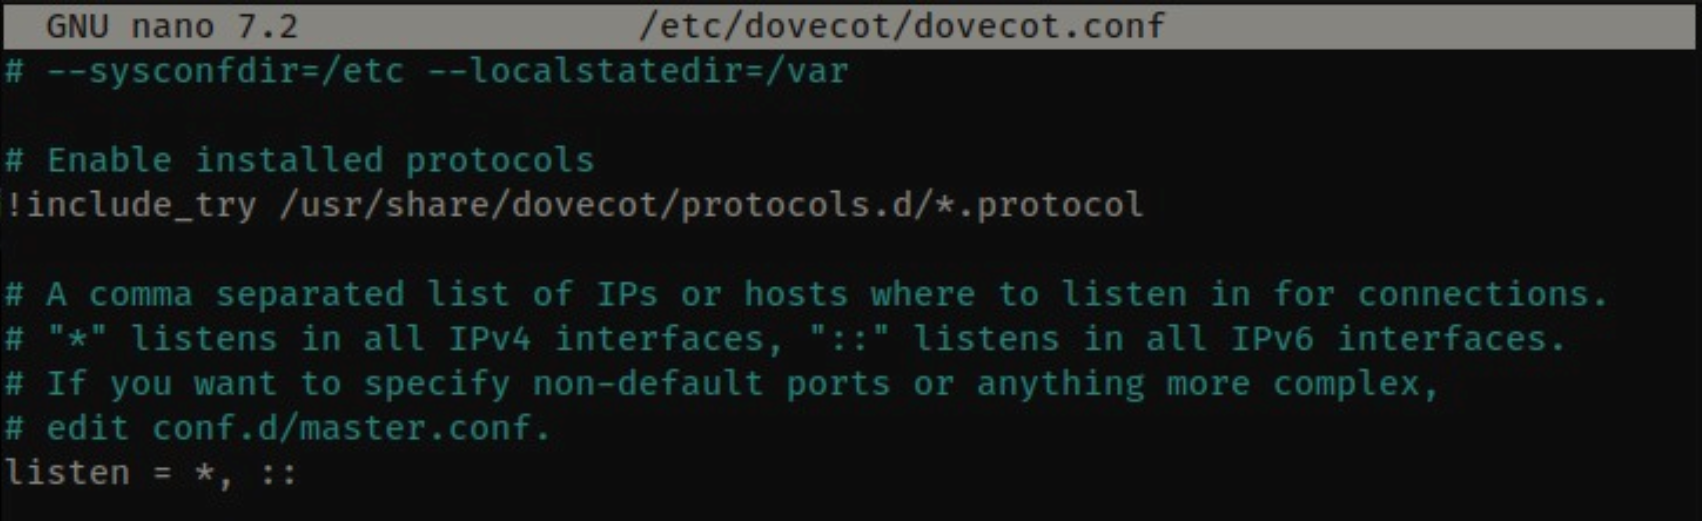 GNU nano 7.2 /etc/dovecot/dovecot.conf
# --sysconfdir=/etc --localstatedir=/var
# Enable installed protocols
!include_try /usr/share/dovecot/protocols.d/*.protocol
# A comma separated list of IPs or hosts where to listen in for connections.
# "*" listens in all IPv4 interfaces, "::" listens in all IPv6 interfaces.
# If you want to specify non-default ports or anything more complex,
# edit conf.d/master.conf.
listen = *, ::